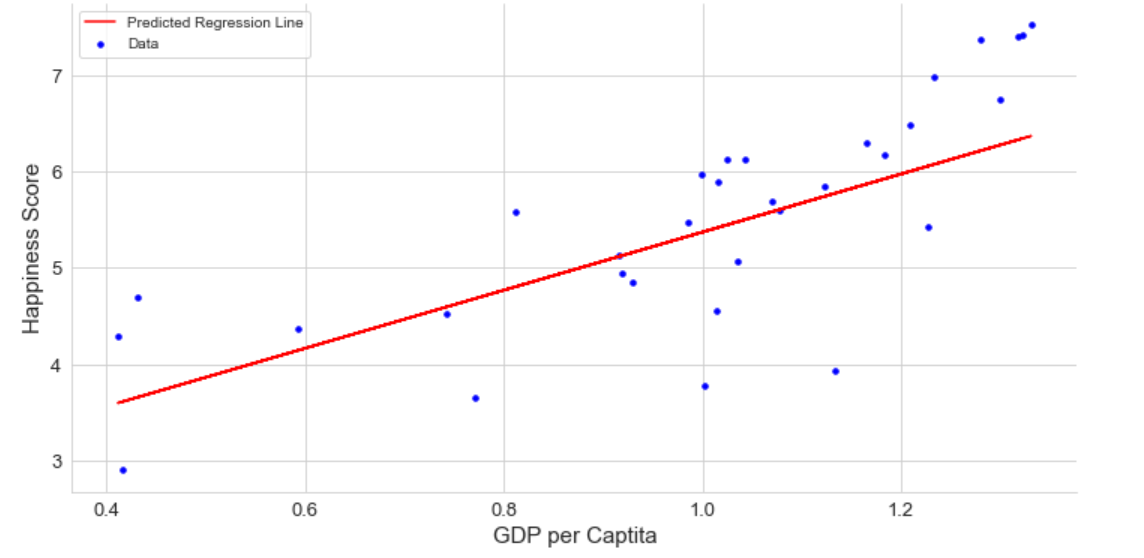 Predicted Regression Line
Data
Happiness Score
7
6
5
4
3
0.4 0.6 0.8 1.0 1.2
GDP per Captita